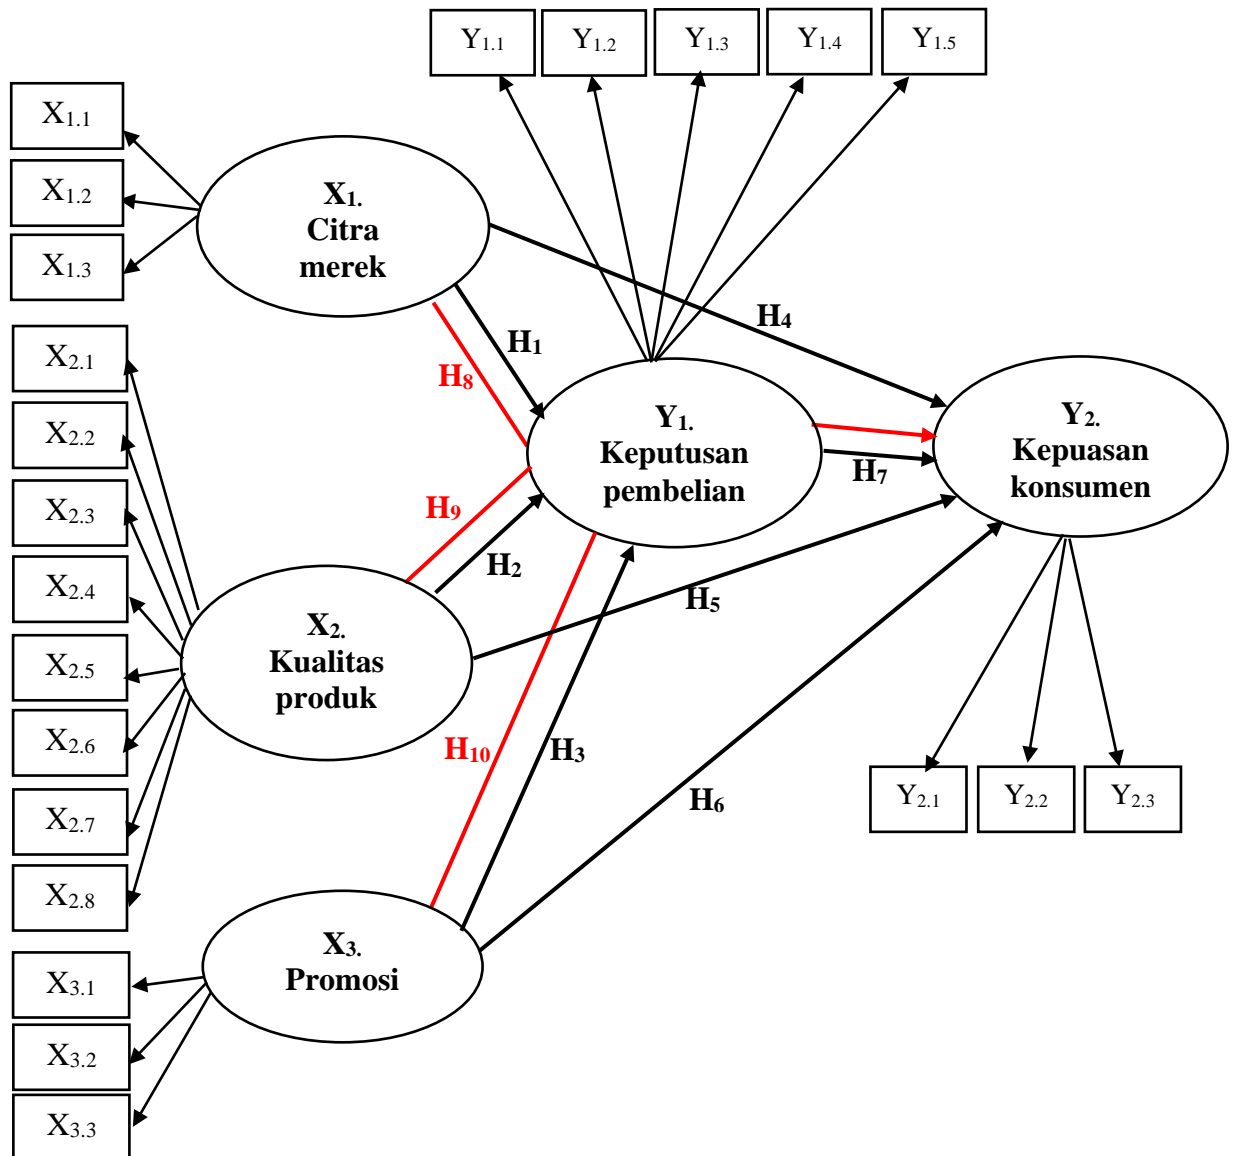 Y1.1 Y1.2 Y1.3 Y1.4 Y1.5
X1.1
X1.2
X1.3
X1.
Citra
merek
H4
H1
H8
X2.1
X2.2
X2.3
X2.4
X2.5
X2.6
X2.7
X2.8
Y1.
Keputusan
pembelian
Y2.
Kepuasan
konsumen
H7
H9
H2
H5
X2.
Kualitas
produk
H10
H3
H6
Y2.1 Y2.2 Y2.3
X3.
Promosi
X3.1
X3.2
X3.3